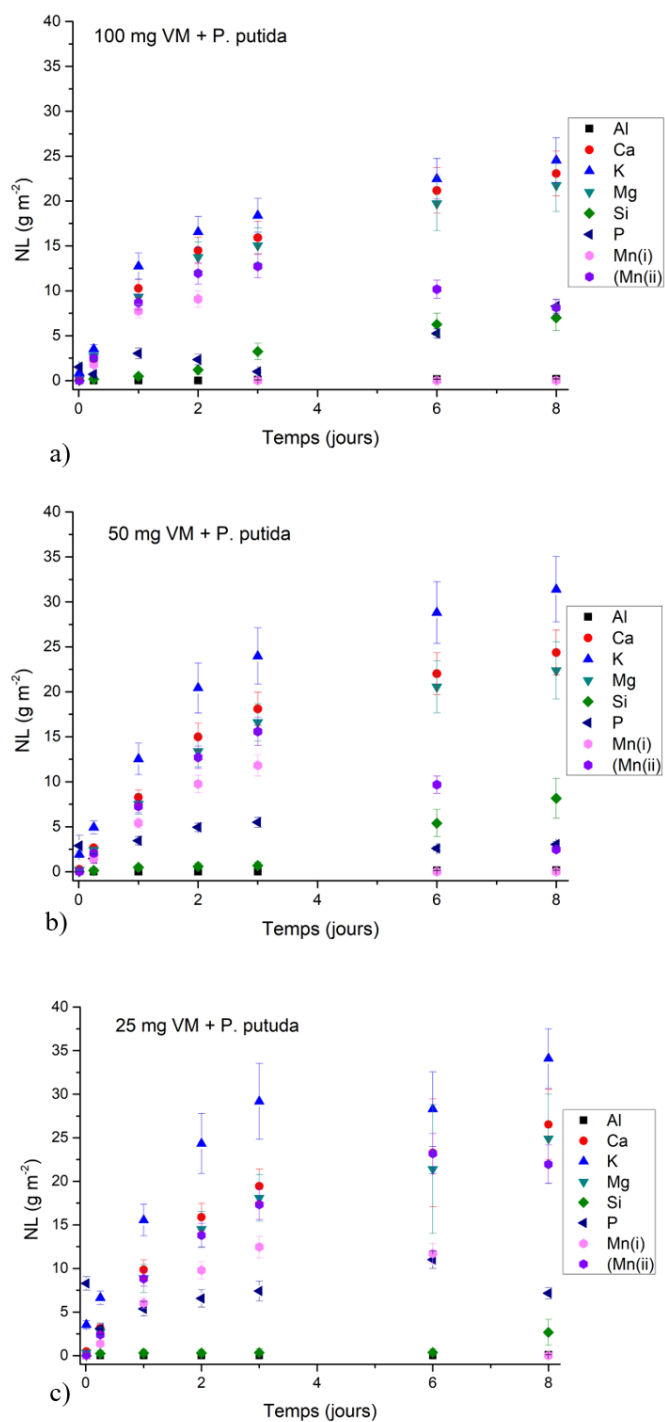 100 mg VM + P. putida
NL (g m-2)
40
35
30
25
20
15
10
5
0
0 2 4 6 8
Temps (jours)
Al
Ca
K
Mg
Si
P
Mn(i)
(Mn(ii)
a)
50 mg VM + P. putida
NL (g m-2)
40
35
30
25
20
15
10
5
0
0 2 4 6 8
Temps (jours)
Al
Ca
K
Mg
Si
P
Mn(i)
(Mn(ii)
b)
25 mg VM + P. putuda
NL (g m-2)
40
35
30
25
20
15
10
5
0
0 2 4 6 8
Temps (jours)
Al
Ca
K
Mg
Si
P
Mn(i)
(Mn(ii)
c)